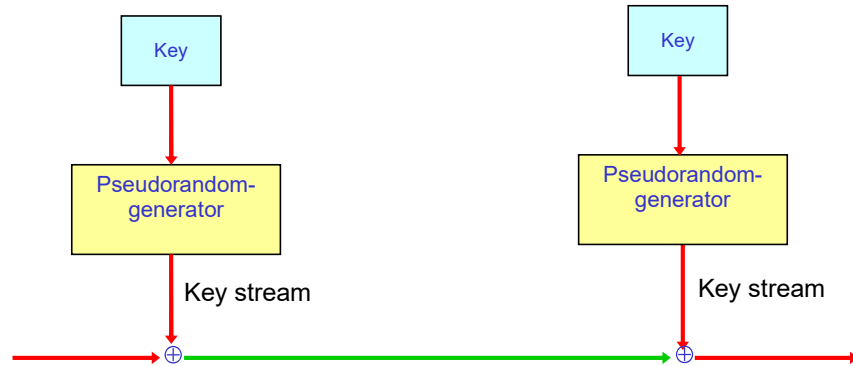 Key
Key
Pseudorandom-
generator
Pseudorandom-
generator
Key stream
Key stream
⊕
⊕